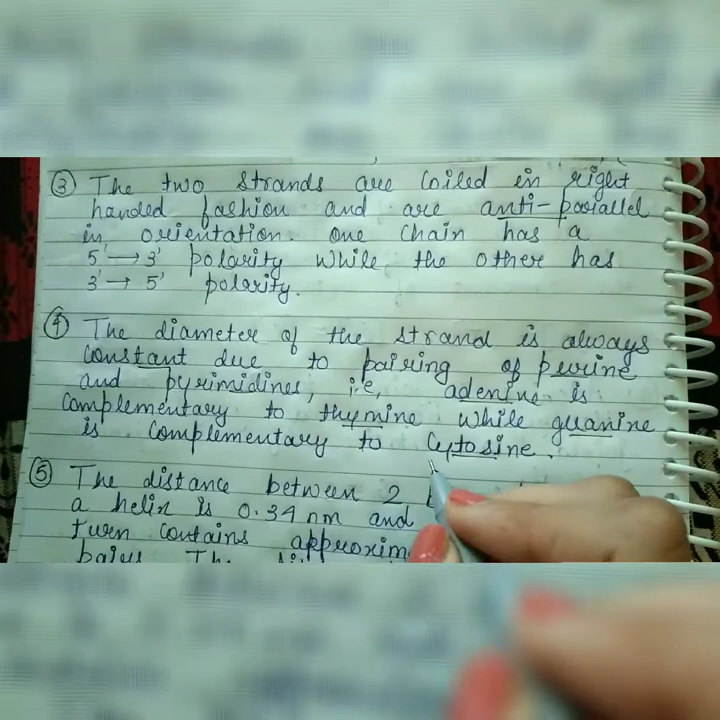 ③ The two strands are coiled in right
handed fashion and are anti-parallel
in orientation. One chain has a
5' → 3' polarity while the other has
3' → 5' polarity.
④ The diameter of the strand is always
constant due to pairing of purine
and pyrimidines, i.e, adenine is
complementary to thymine while guanine
is complementary to Cytosine.
⑤ The distance between 2
a helix is 0.34 nm and
turn contains
The